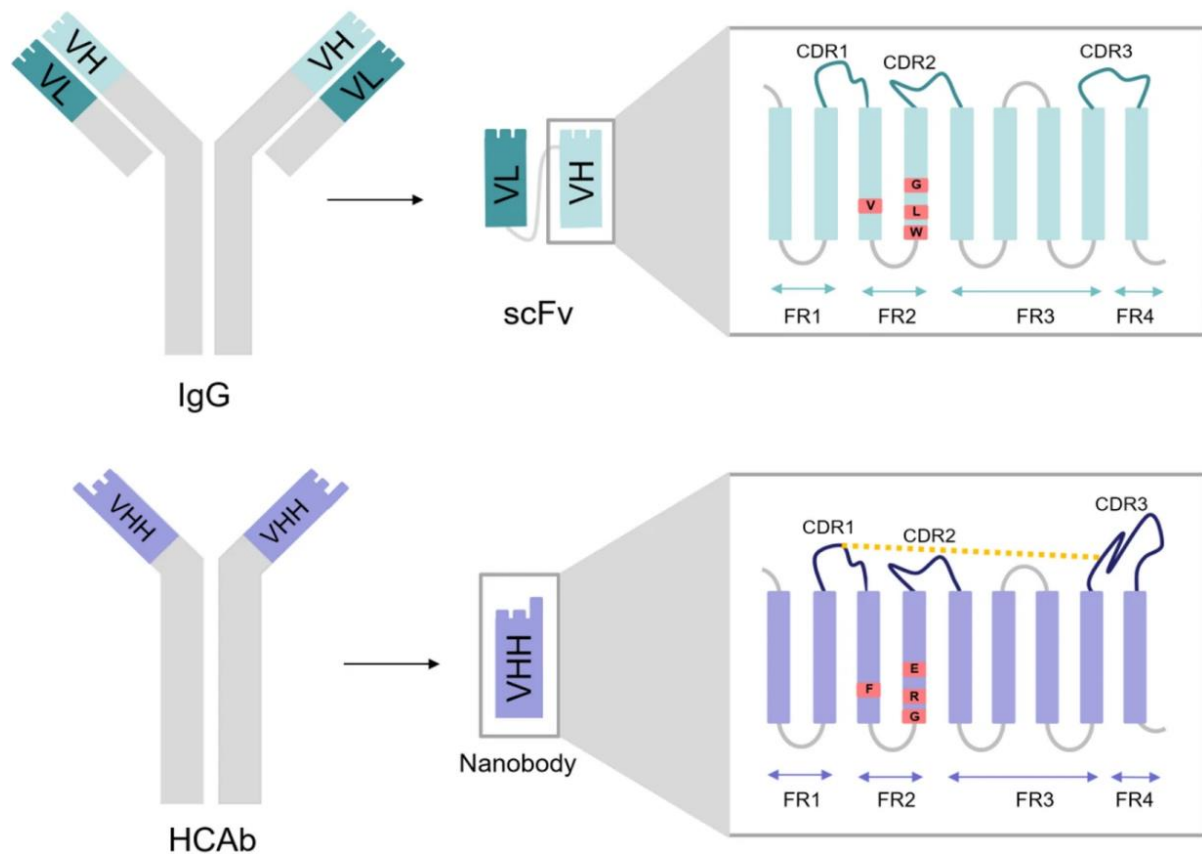 VH
VL
VH
VL
IgG
VL
VH
scFv
CDR1
CDR2
CDR3
V
G
L
W
FR1
FR2
FR3
FR4
VHH
VHH
HCAb
VHH
Nanobody
CDR1
CDR2
CDR3
F
E
R
G
FR1
FR2
FR3
FR4